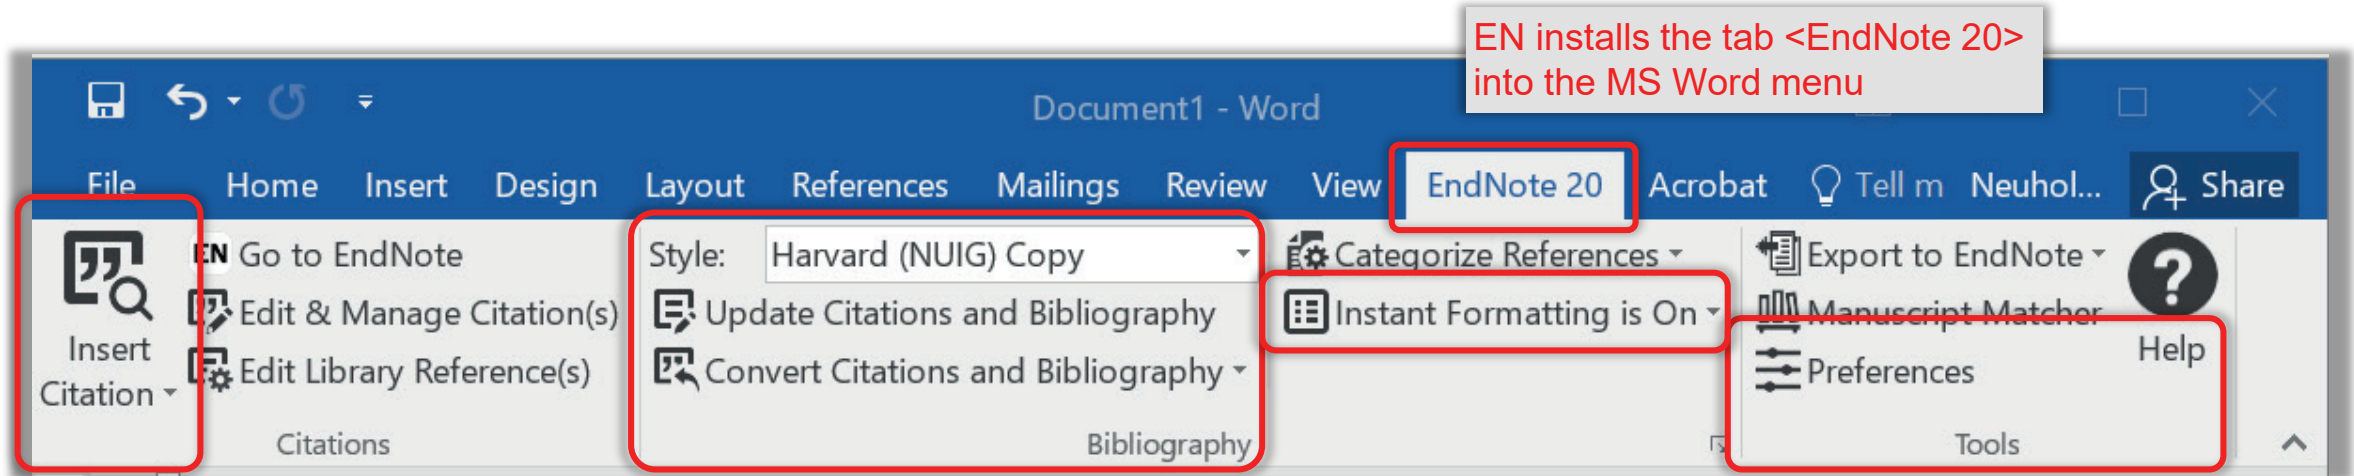 EN installs the tab <EndNote 20>
into the MS Word menu
Document1 - Word
File Home Insert Design Layout References Mailings Review View EndNote 20 Acrobat Tell m Neuhol... Share
Insert
Citation
EN Go to EndNote
Edit & Manage Citation(s)
Edit Library Reference(s)
Citations
Style: Harvard (NUIG) Copy
Update Citations and Bibliography
Convert Citations and Bibliography
Categorize References
Instant Formatting is On
Bibliography
Export to EndNote
Manuscript Matcher
Preferences
? Help
Tools